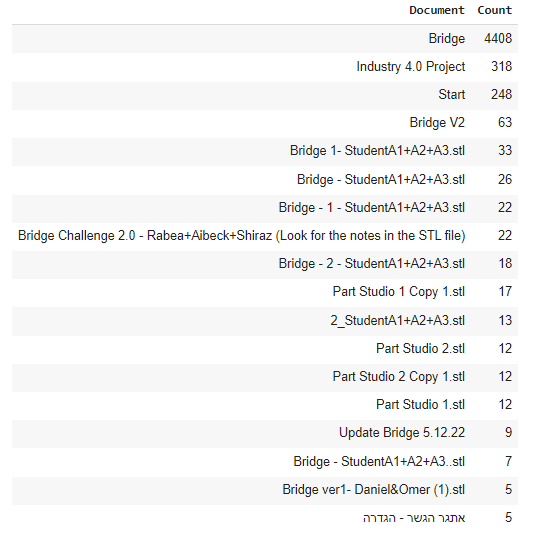 Document Count
Bridge 4408
Industry 4.0 Project 318
Start 248
Bridge V2 63
Bridge 1- StudentA1+A2+A3.stl 33
Bridge - StudentA1+A2+A3.stl 26
Bridge - 1 - StudentA1+A2+A3.stl 22
Bridge Challenge 2.0 - Rabea+Aibeck+Shiraz (Look for the notes in the STL file) 22
Bridge - 2 - StudentA1+A2+A3.stl 18
Part Studio 1 Copy 1.stl 17
2_StudentA1+A2+A3.stl 13
Part Studio 2.stl 12
Part Studio 2 Copy 1.stl 12
Part Studio 1.stl 12
Update Bridge 5.12.22 9
Bridge - StudentA1+A2+A3..stl 7
Bridge ver1- Daniel&Omer (1).stl 5
אתגר הגשר - הגדרה 5